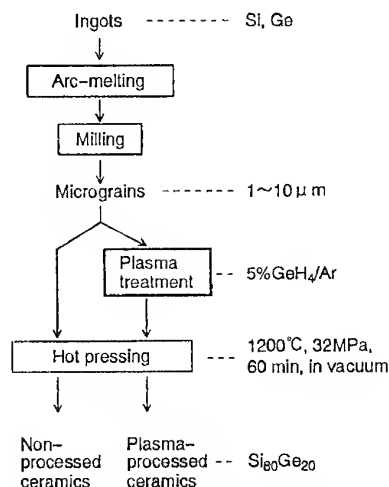 Ingots ------ Si, Ge
Arc-melting
Milling
Micrograins ------- 1～10 μm
Plasma
treatment ---- 5%GeH₄/Ar
Hot pressing ---- 1200℃, 32MPa,
60 min, in vacuum
Non-
processed
ceramics
Plasma-
processed
ceramics
-- Si₈₀Ge₂₀